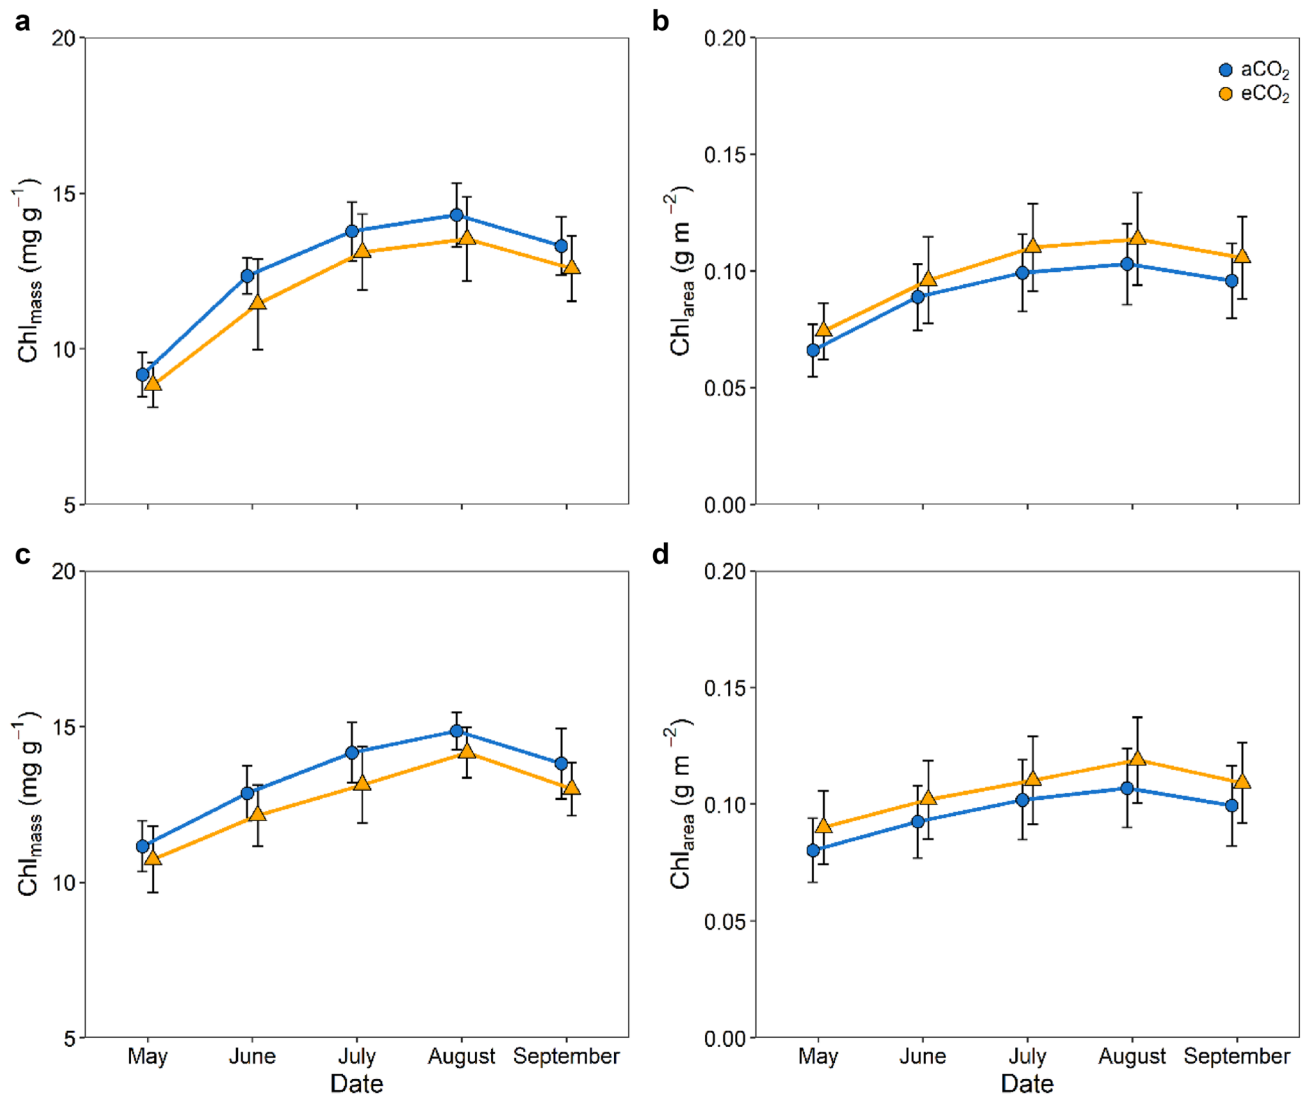 a
20
15
10
5
Chlmass (mg g−1)
b
0.20
0.15
0.10
0.05
0.00
Chlarea (g m −2)
aCO2
eCO2
c
20
15
10
5
Chlmass (mg g−1)
May June July August September
Date
d
0.20
0.15
0.10
0.05
0.00
Chlarea (g m −2)
May June July August September
Date